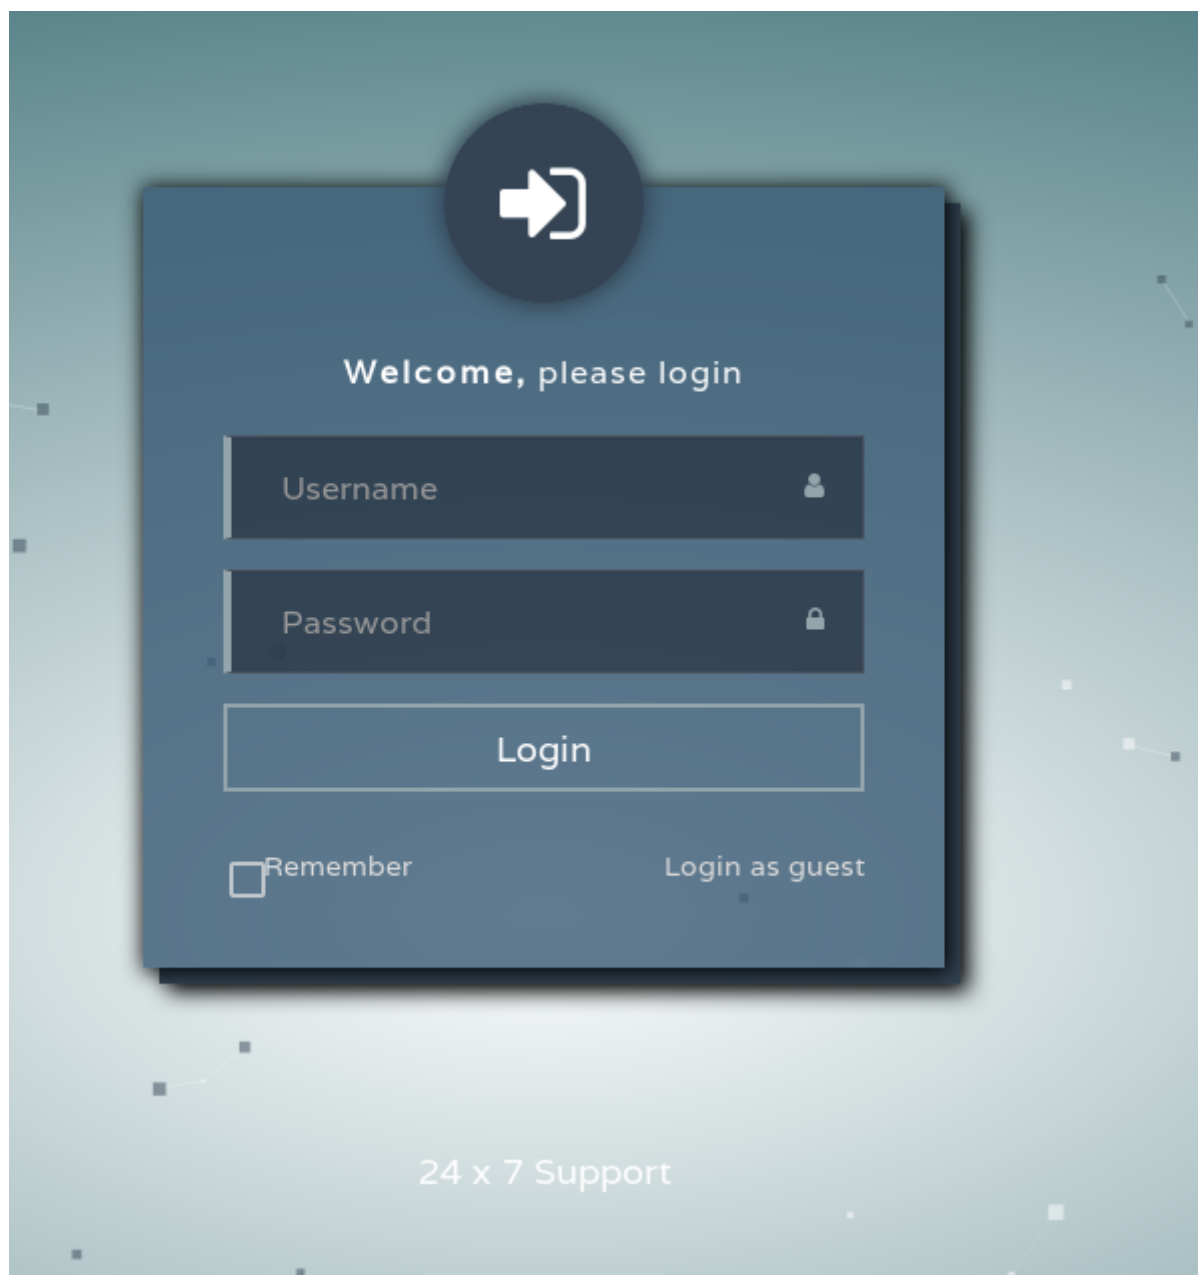 Welcome, please login
Username
Password
Login
Remember
Login as guest
24 x 7 Support